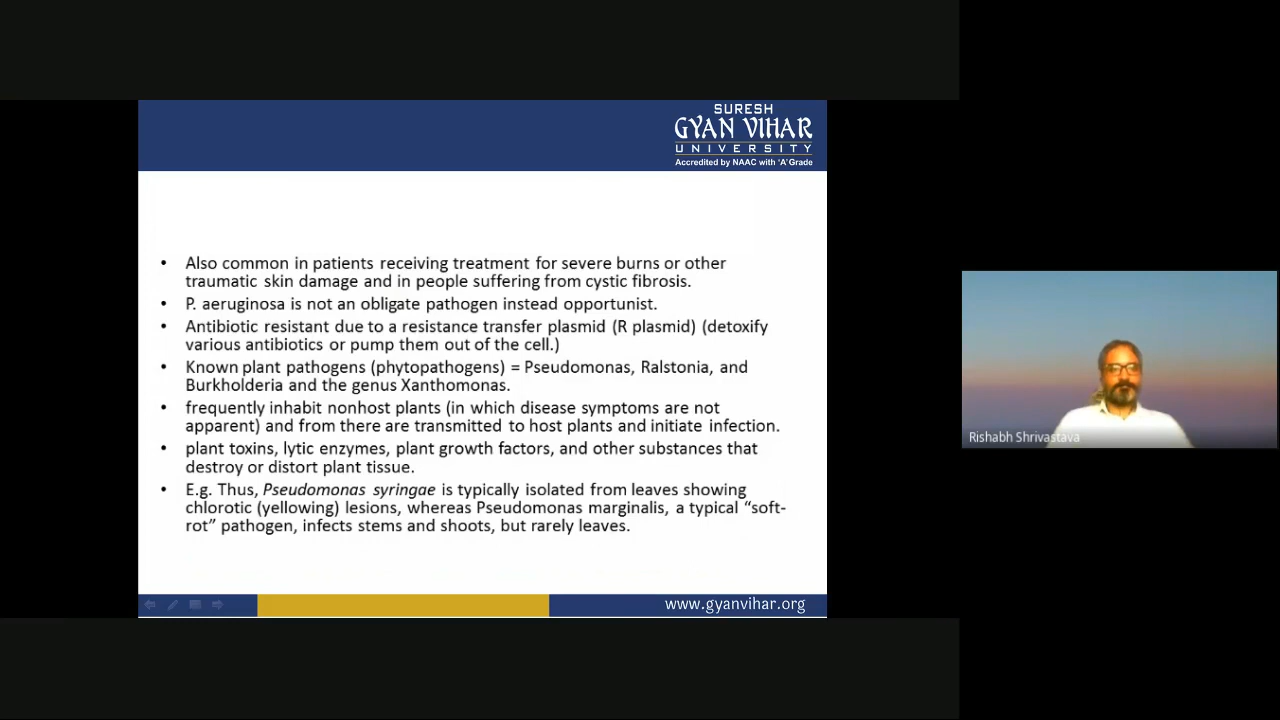 SURESH
GYAN VIHAR
UNIVERSITY
Accredited by NAAC with 'A' Grade
• Also common in patients receiving treatment for severe burns or other
traumatic skin damage and in people suffering from cystic fibrosis.
• P. aeruginosa is not an obligate pathogen instead opportunist.
• Antibiotic resistant due to a resistance transfer plasmid (R plasmid) (detoxify
various antibiotics or pump them out of the cell.)
• Known plant pathogens (phytopathogens) = Pseudomonas, Ralstonia, and
Burkholderia and the genus Xanthomonas.
• frequently inhabit nonhost plants (in which disease symptoms are not
apparent) and from there are transmitted to host plants and initiate infection.
• plant toxins, lytic enzymes, plant growth factors, and other substances that
destroy or distort plant tissue.
• E.g. Thus, Pseudomonas syringae is typically isolated from leaves showing
chlorotic (yellowing) lesions, whereas Pseudomonas marginalis, a typical “soft-
rot” pathogen, infects stems and shoots, but rarely leaves.
www.gyanvihar.org
Rishabh Shrivastava